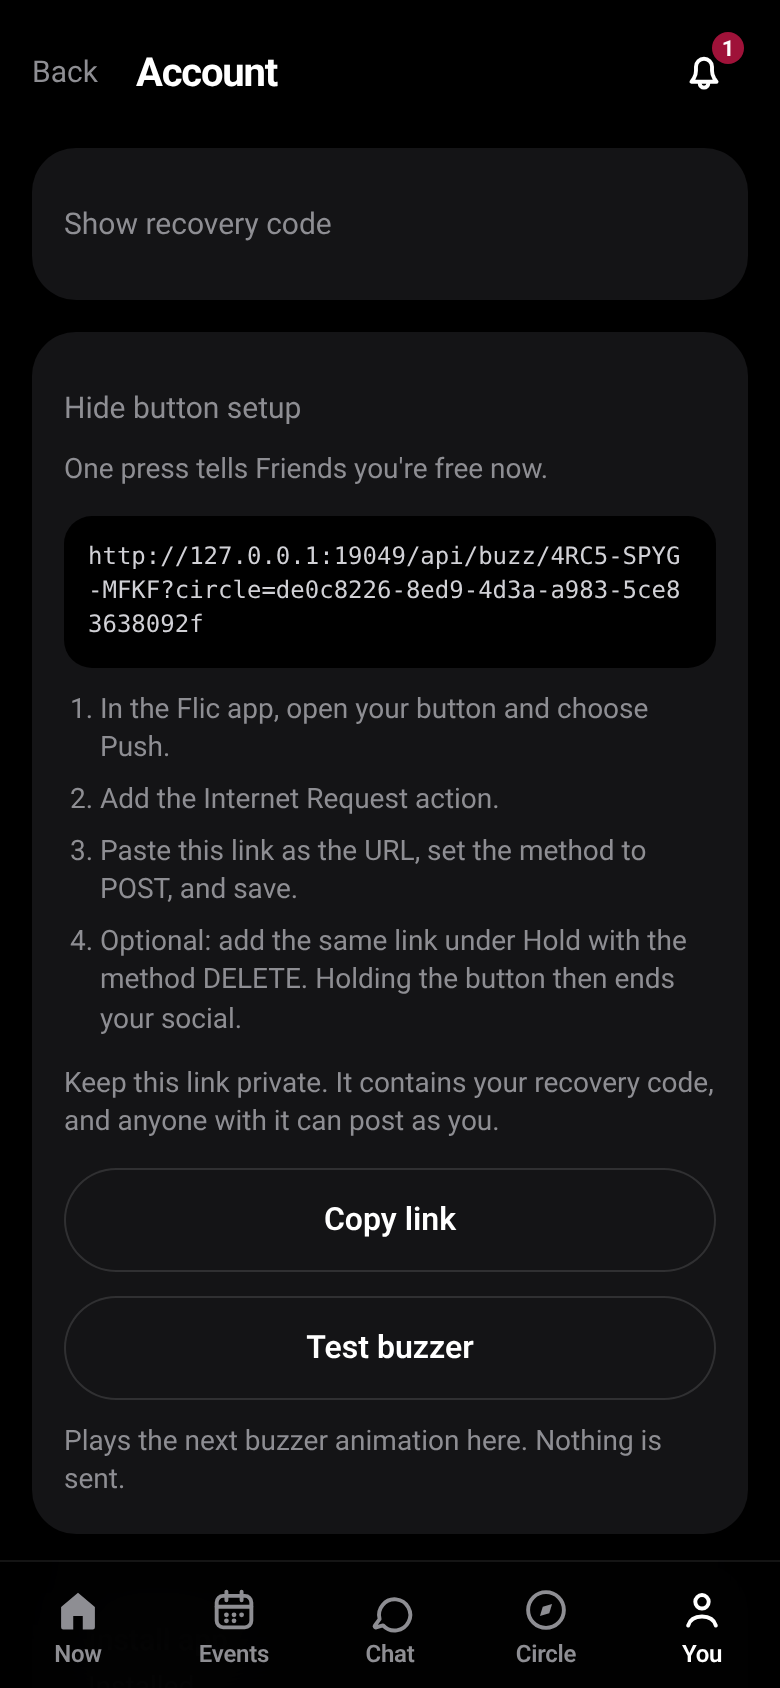 Back
Account
1
Show recovery code
Hide button setup
One press tells Friends you're free now.
http://127.0.0.1:19049/api/buzz/4RC5-SPYG
-MFKF?circle=de0c8226-8ed9-4d3a-a983-5ce8
3638092f
1. In the Flic app, open your button and choose
Push.
2. Add the Internet Request action.
3. Paste this link as the URL, set the method to
POST, and save.
4. Optional: add the same link under Hold with the
method DELETE. Holding the button then ends
your social.
Keep this link private. It contains your recovery code,
and anyone with it can post as you.
Copy link
Test buzzer
Plays the next buzzer animation here. Nothing is
sent.
Now
Events
Chat
Circle
You